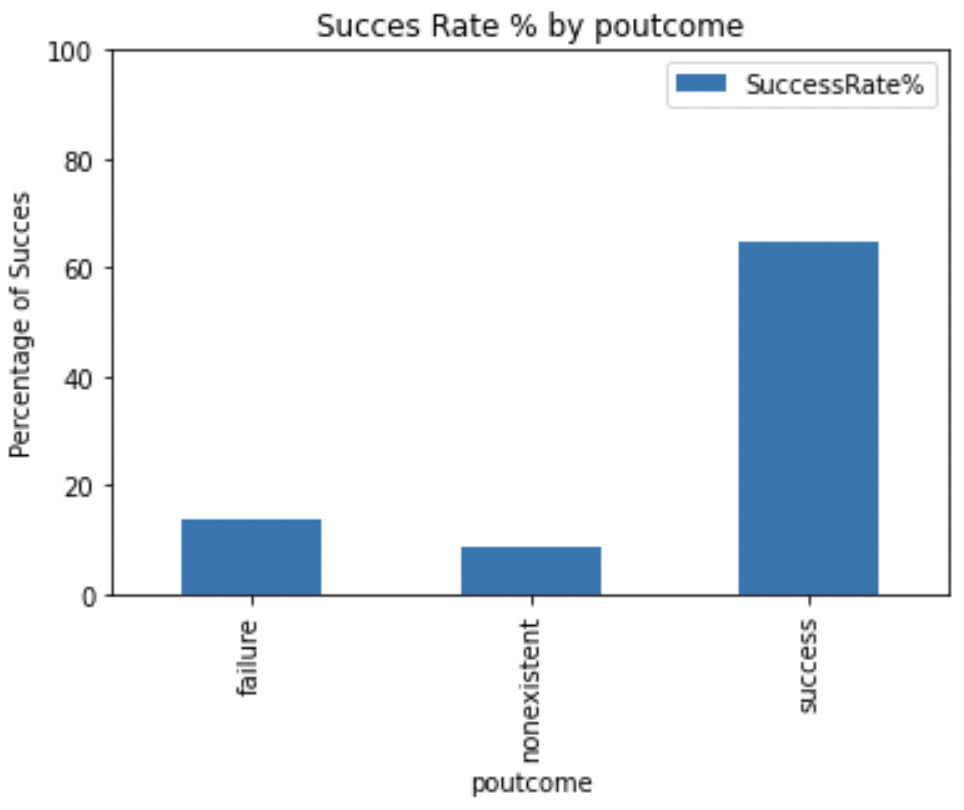 Succes Rate % by poutcome
SuccessRate%
Percentage of Succes
100
80
60
40
20
0
failure
nonexistent
success
poutcome